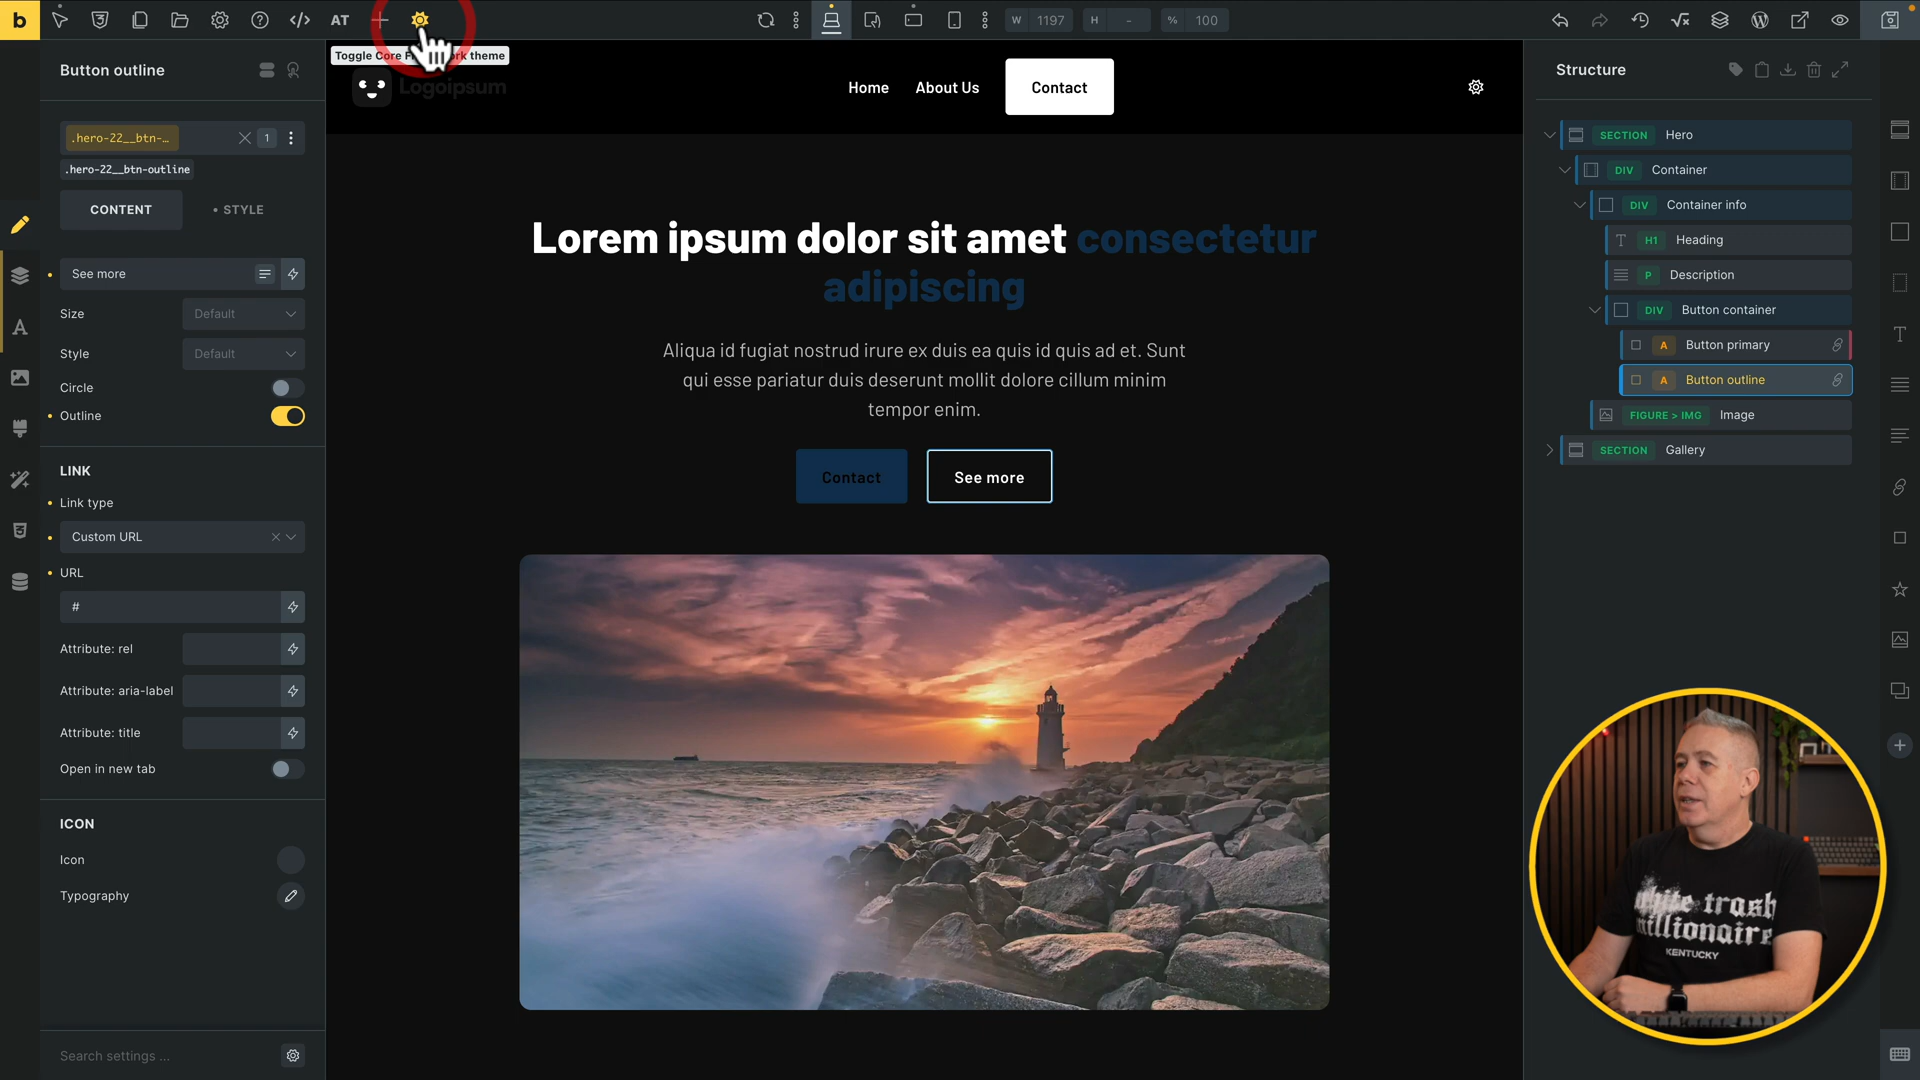 b
AT
W 1197
H -
% 100
Toggle Core F rk theme
Button outline
.hero-22__btn-…
1
.hero-22__btn-outline
CONTENT
• STYLE
See more
Size
Default
Style
Default
Circle
Outline
LINK
Link type
Custom URL
URL
#
Attribute: rel
Attribute: aria-label
Attribute: title
Open in new tab
ICON
Icon
Typography
Search settings ...
Logoipsum
Home
About Us
Contact
Lorem ipsum dolor sit amet consectetur
adipiscing
Aliqua id fugiat nostrud irure ex duis ea quis id quis ad et. Sunt
qui esse pariatur duis deserunt mollit dolore cillum minim
tempor enim.
Contact
See more
Structure
SECTION Hero
DIV Container
DIV Container info
H1 Heading
P Description
DIV Button container
A Button primary
A Button outline
FIGURE > IMG Image
SECTION Gallery
white trash
millionaire
KENTUCKY